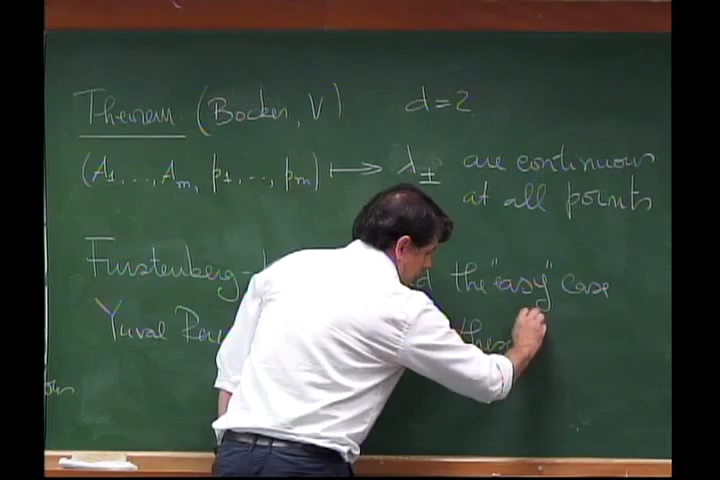 Theorem (Bocker, V) d=2
(A₁, ..., Aₘ, p₁, ..., pₘ) ⟼ λ± are continuous
at all points
Furstenberg- the "easy" case
Yuval